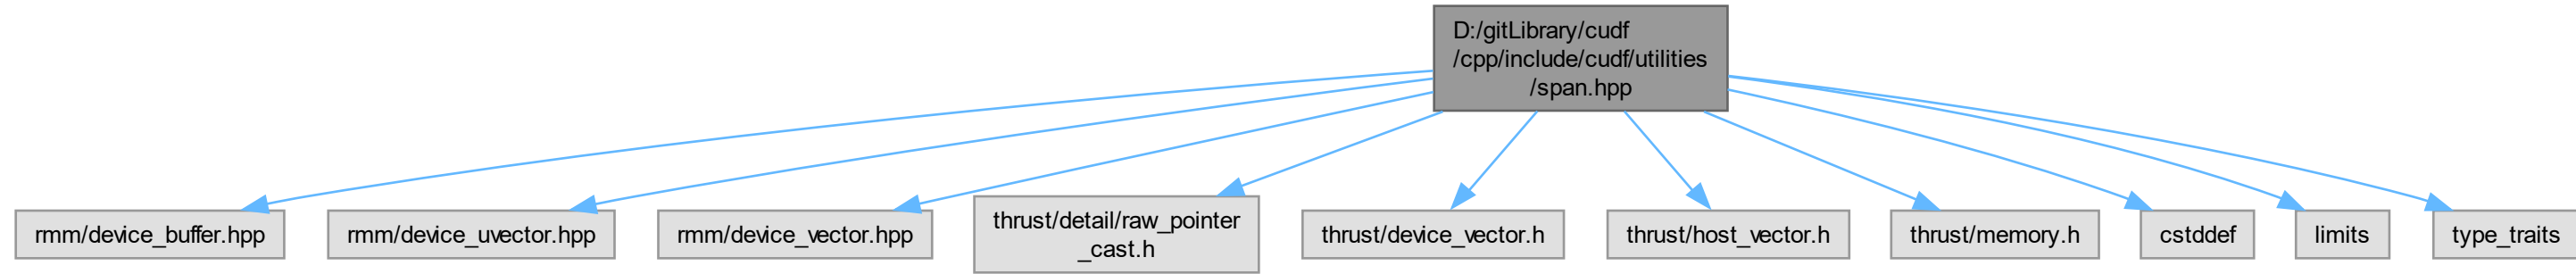 D:/gitLibrary/cudf
/cpp/include/cudf/utilities
/span.hpp
rmm/device_buffer.hpp
rmm/device_uvector.hpp
rmm/device_vector.hpp
thrust/detail/raw_pointer
_cast.h
thrust/device_vector.h
thrust/host_vector.h
thrust/memory.h
cstddef
limits
type_traits